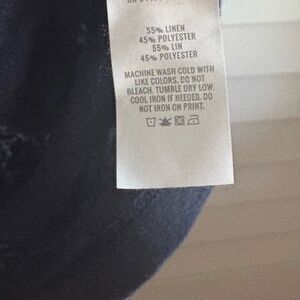 55% LINEN
45% POLYESTER
55% LIN
45% POLYESTER
MACHINE WASH COLD WITH
LIKE COLORS. DO NOT
BLEACH. TUMBLE DRY LOW.
COOL IRON IF NEEDED. DO
NOT IRON ON PRINT.